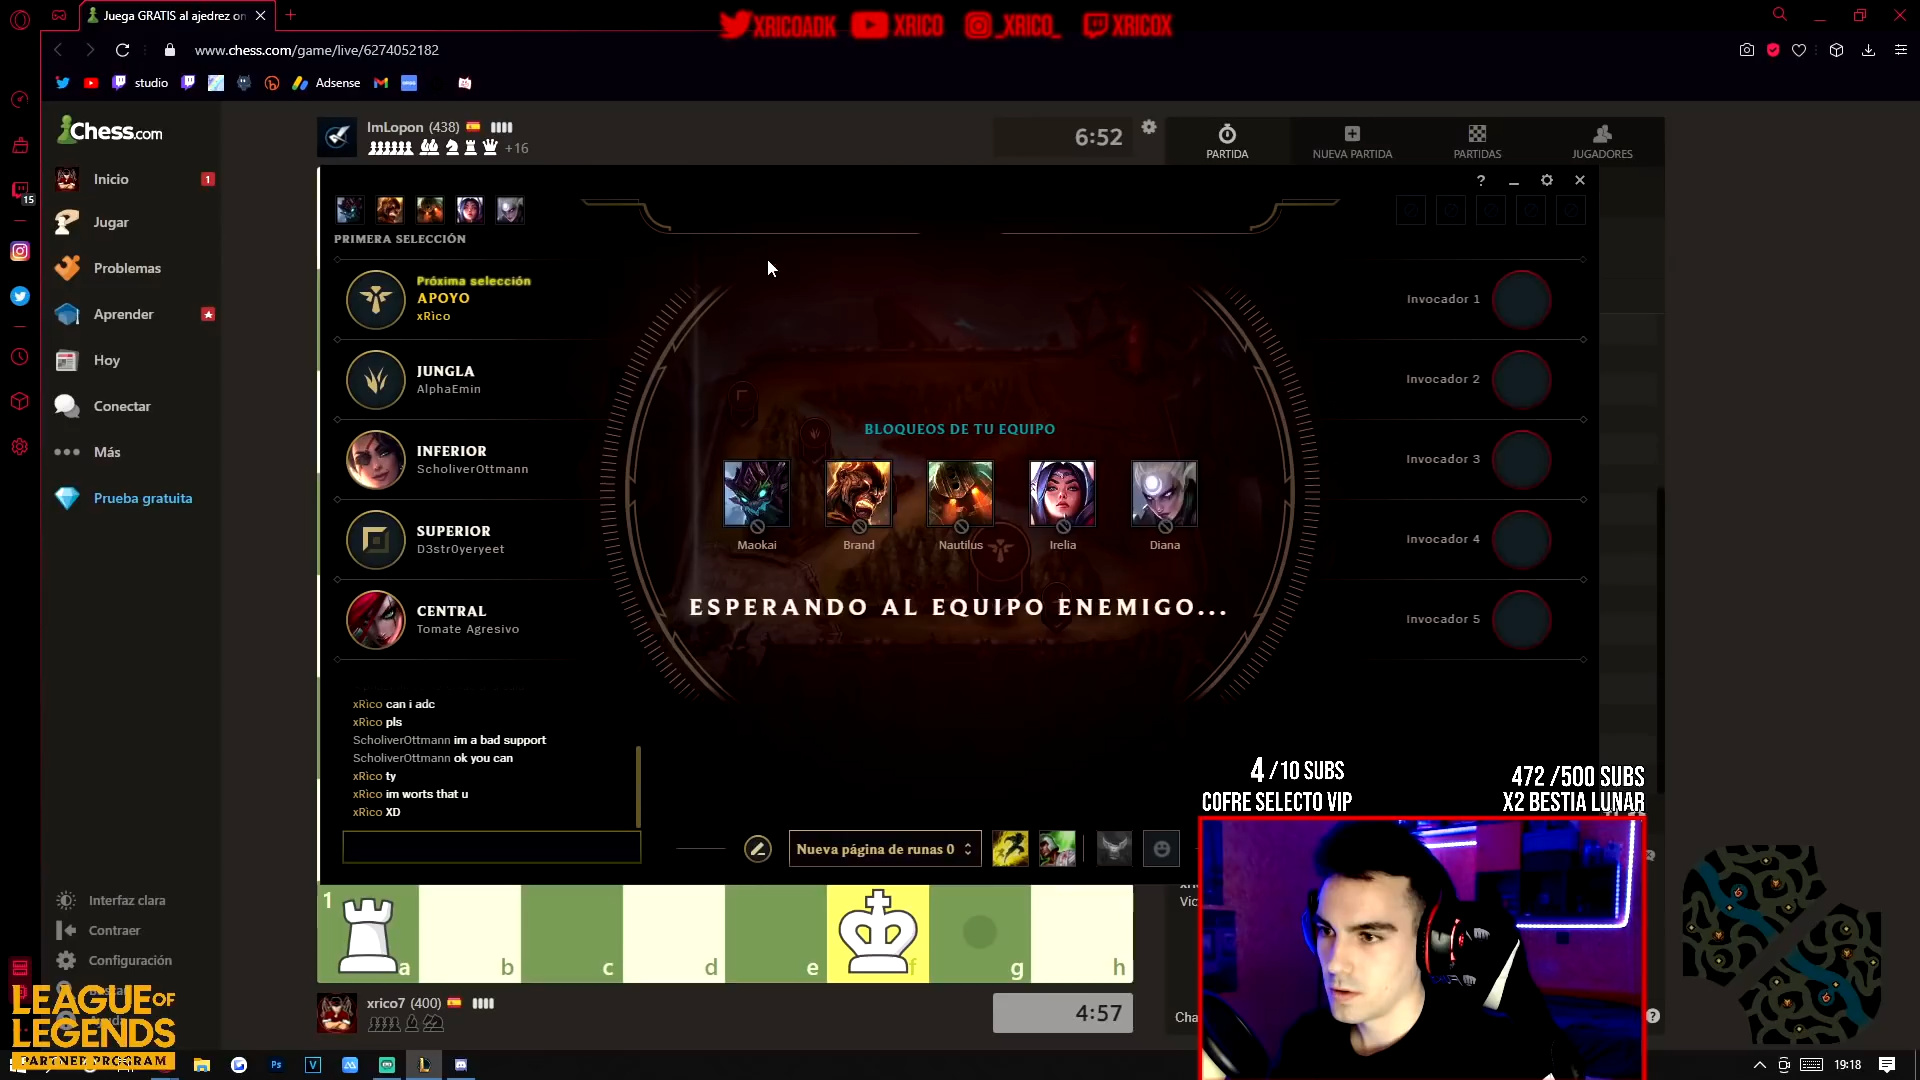 Juega GRATIS al ajedrez on
XRICOADK XRICO _XRICO_ XRICOX
www.chess.com/game/live/6274052182
studio
Adsense
Chess.com
Inicio 1
Jugar
Problemas
Aprender
Hoy
Conectar
Más
Prueba gratuita
15
Interfaz clara
Contraer
Configuración
ImLopon (438)
+16
6:52
PARTIDA
NUEVA PARTIDA
PARTIDAS
JUGADORES
?
PRIMERA SELECCIÓN
Próxima selección
APOYO
xRico
JUNGLA
AlphaEmin
INFERIOR
ScholiverOttmann
SUPERIOR
D3str0yeryeet
CENTRAL
Tomate Agresivo
Invocador 1
Invocador 2
Invocador 3
Invocador 4
Invocador 5
BLOQUEOS DE TU EQUIPO
Maokai
Brand
Nautilus
Irelia
Diana
ESPERANDO AL EQUIPO ENEMIGO...
xRico can i adc
xRico pls
ScholiverOttmann im a bad support
ScholiverOttmann ok you can
xRico ty
xRico im worts that u
xRico XD
Nueva página de runas 0
4 /10 SUBS
COFRE SELECTO VIP
472 /500 SUBS
X2 BESTIA LUNAR
1
a b c d e f g h
xrico7 (400)
4:57
Vic
Cha
?
LEAGUE OF
LEGENDS
PARTNER PROGRAM
Ps
V
L
19:18